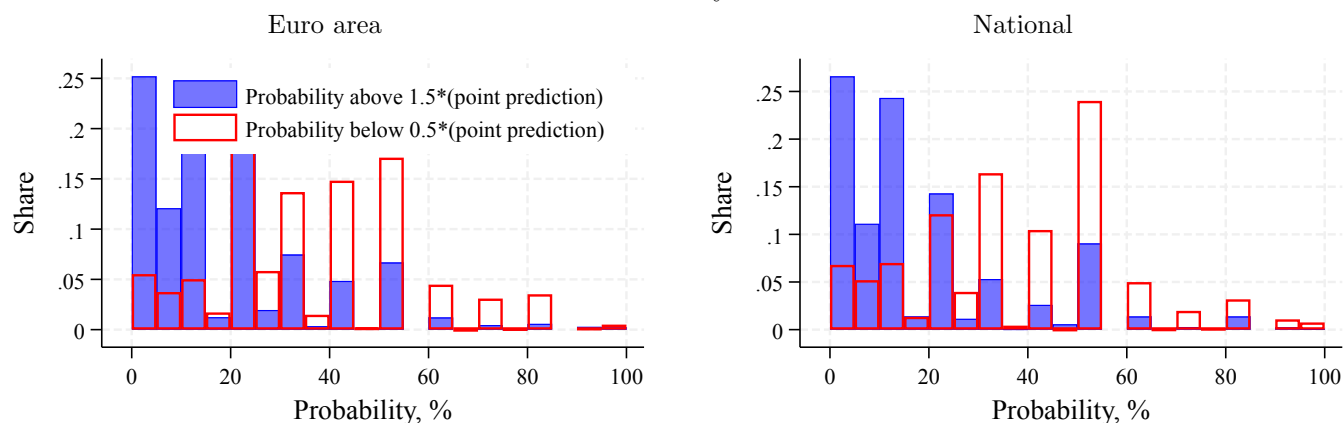 Euro area
National
Share
.25
.2
.15
.1
.05
0
Probability above 1.5*(point prediction)
Probability below 0.5*(point prediction)
0 20 40 60 80 100
Probability, %
Share
.25
.2
.15
.1
.05
0
0 20 40 60 80 100
Probability, %